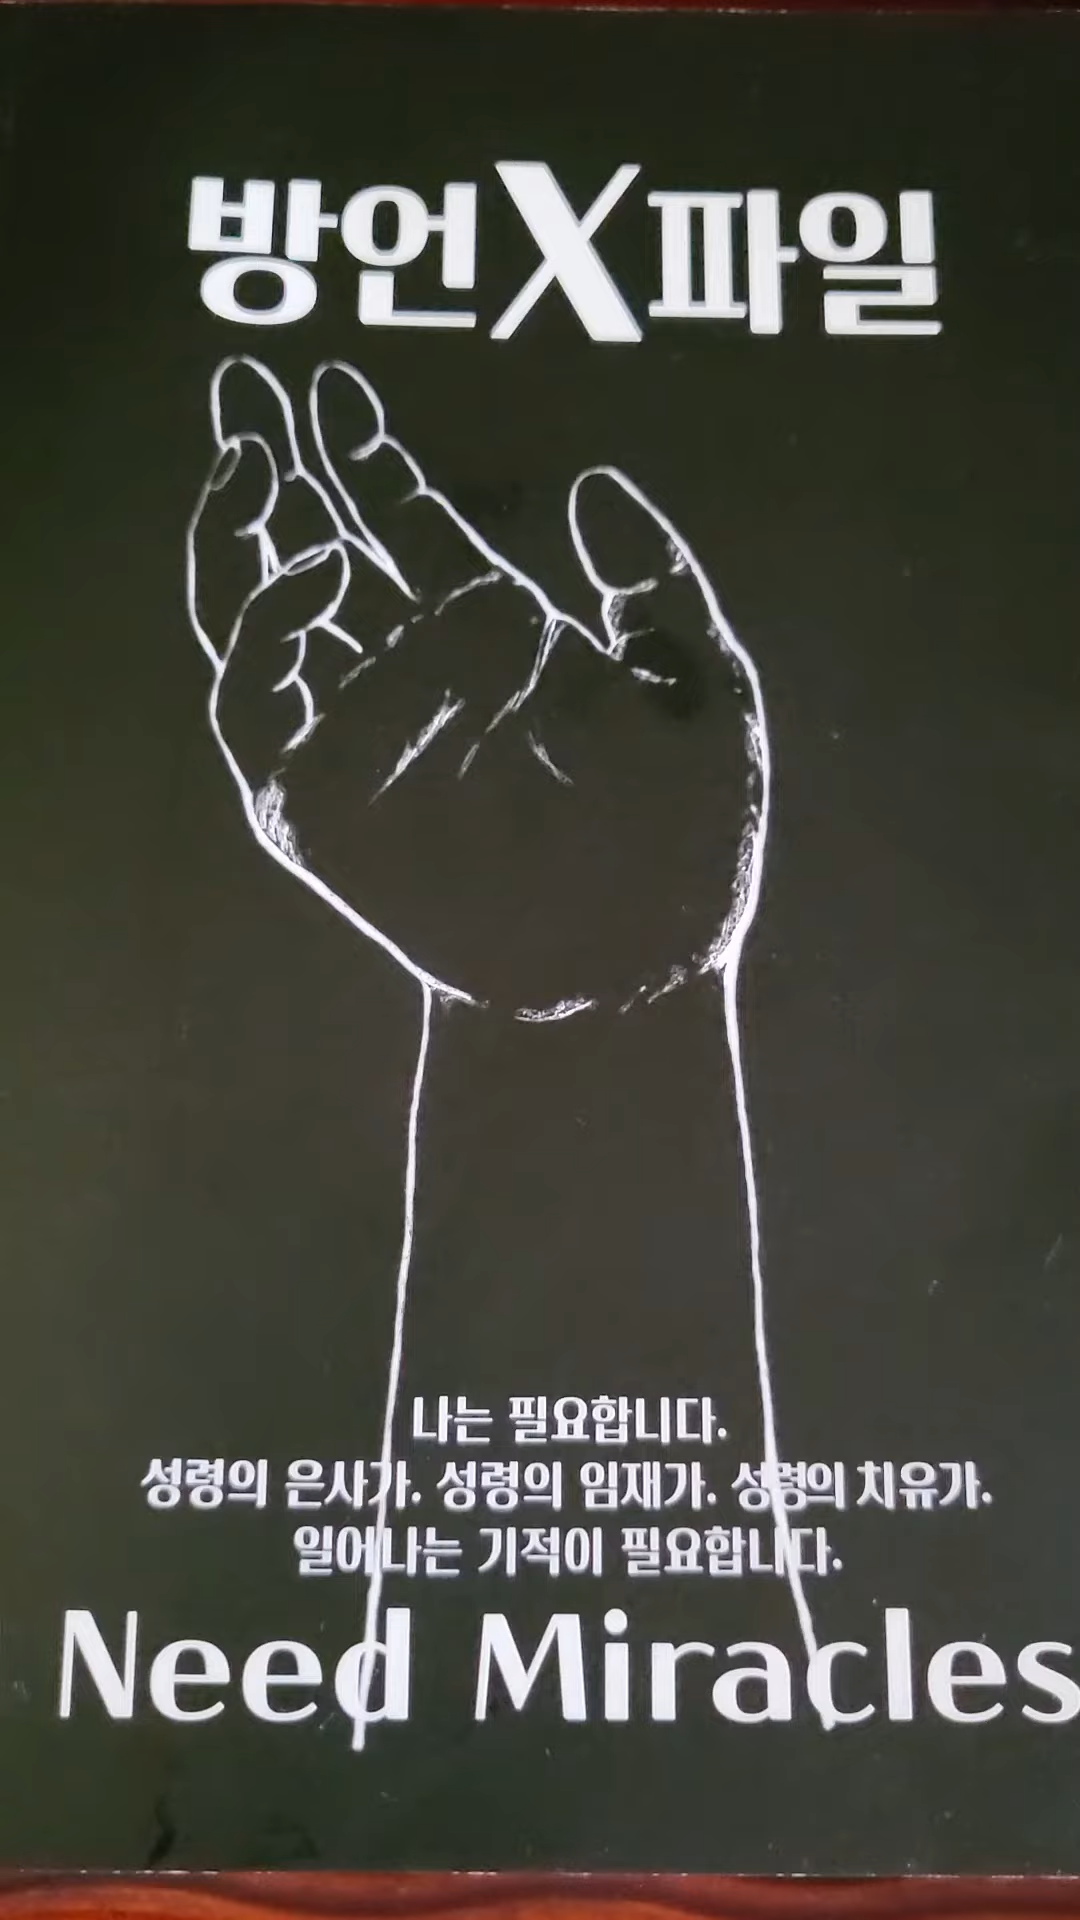 방언X파일
나는 필요합니다.
성령의 은사가. 성령의 임재가. 성령의 치유가.
일어나는 기적이 필요합니다.
Need Miracles